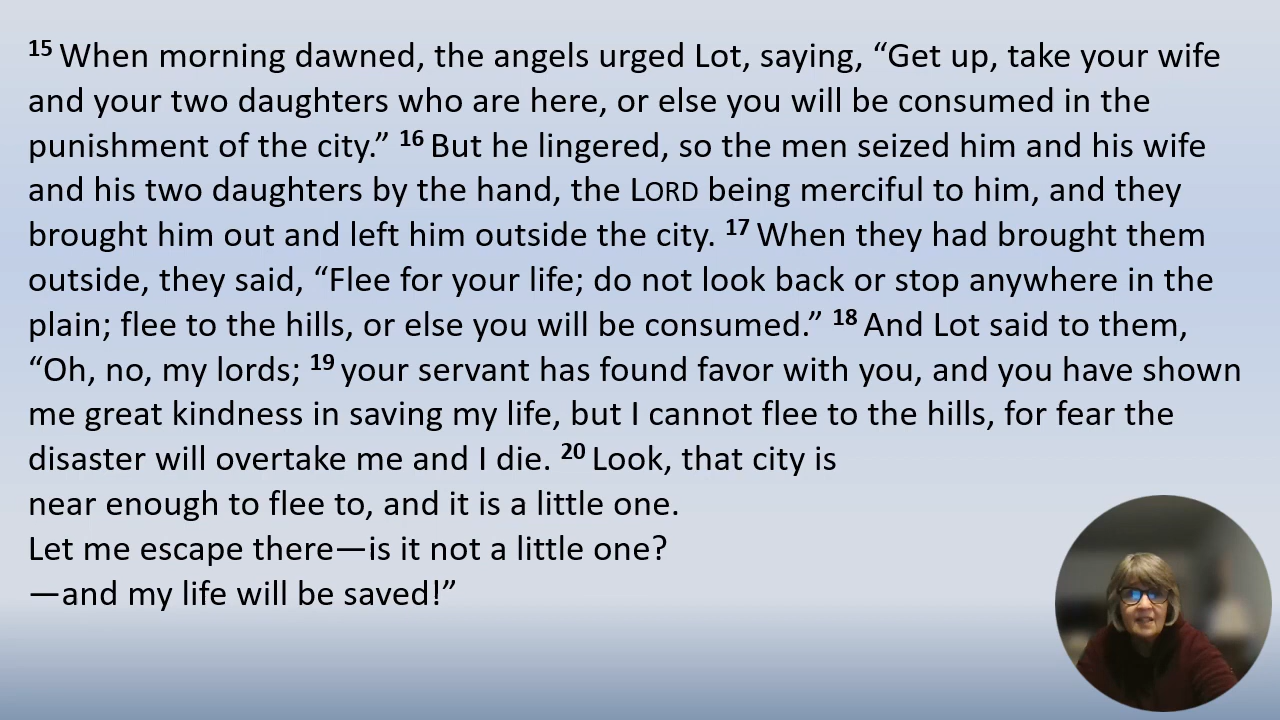 15 When morning dawned, the angels urged Lot, saying, “Get up, take your wife
and your two daughters who are here, or else you will be consumed in the
punishment of the city.” 16 But he lingered, so the men seized him and his wife
and his two daughters by the hand, the LORD being merciful to him, and they
brought him out and left him outside the city. 17 When they had brought them
outside, they said, “Flee for your life; do not look back or stop anywhere in the
plain; flee to the hills, or else you will be consumed.” 18 And Lot said to them,
“Oh, no, my lords; 19 your servant has found favor with you, and you have shown
me great kindness in saving my life, but I cannot flee to the hills, for fear the
disaster will overtake me and I die. 20 Look, that city is
near enough to flee to, and it is a little one.
Let me escape there—is it not a little one?
—and my life will be saved!”